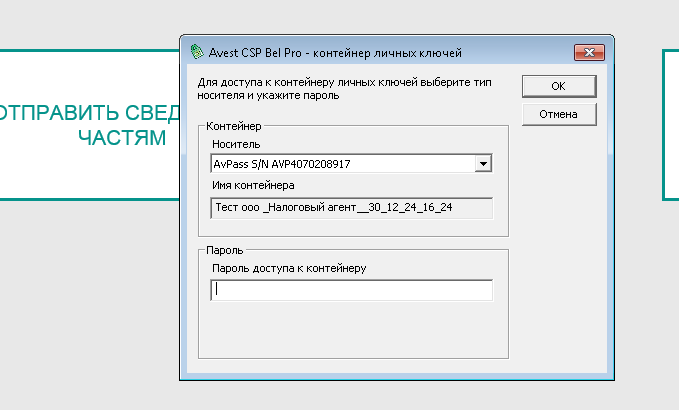 Avest CSP Bel Pro - контейнер личных ключей
Для доступа к контейнеру личных ключей выберите тип
носителя и укажите пароль
OK
Отмена
Контейнер
Носитель
AvPass S/N AVP4070208917
Имя контейнера
Тест ооо _Налоговый агент__30_12_24_16_24
Пароль
Пароль доступа к контейнеру
ОТПРАВИТЬ СВЕД
ЧАСТЯМ